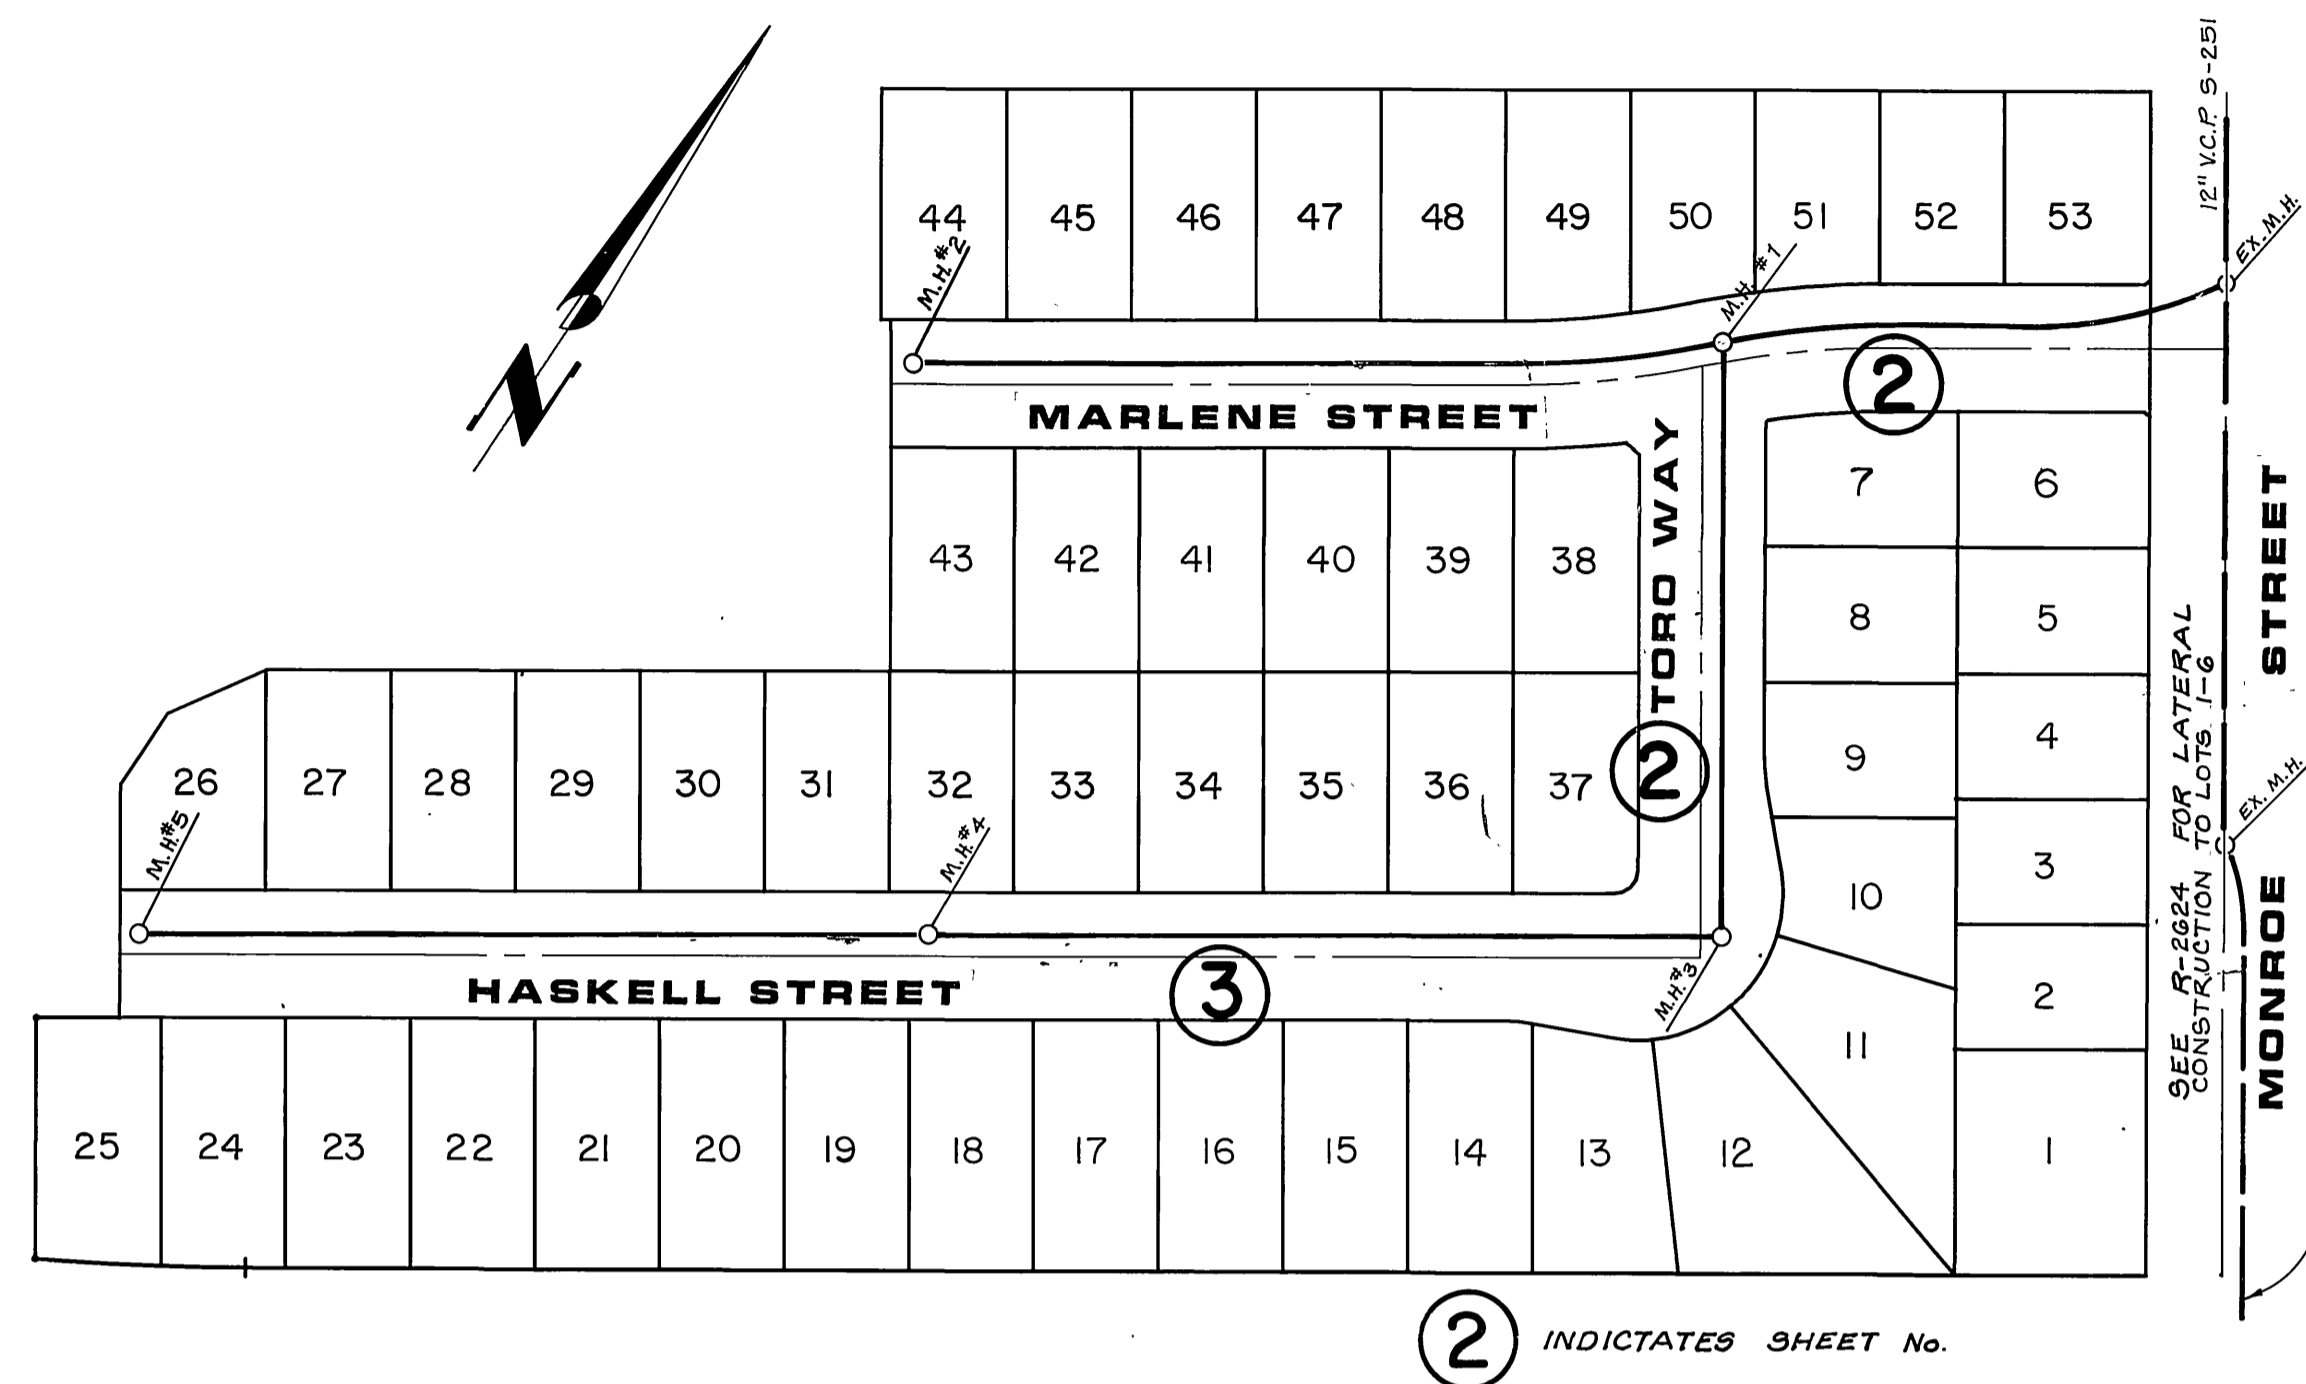 12" V.C.P. S-251
EX. M.H.
44 45 46 47 48 49 50 51 52 53
M.H.#2
M.H. #1
N
MARLENE STREET
2
TORO WAY
7 6
43 42 41 40 39 38
8 5
STREET
26 27 28 29 30 31 32 33 34 35 36 37
2
9 4
SEE R-2624 FOR LATERAL
CONSTRUCTION TO LOTS 1-6
EX. M.H.
M.H.#5
M.H.#4
10 3
MONROE
HASKELL STREET
3
M.H.#3
2
11
25 24 23 22 21 20 19 18 17 16 15 14 13 12 1
2 INDICTATES SHEET No.